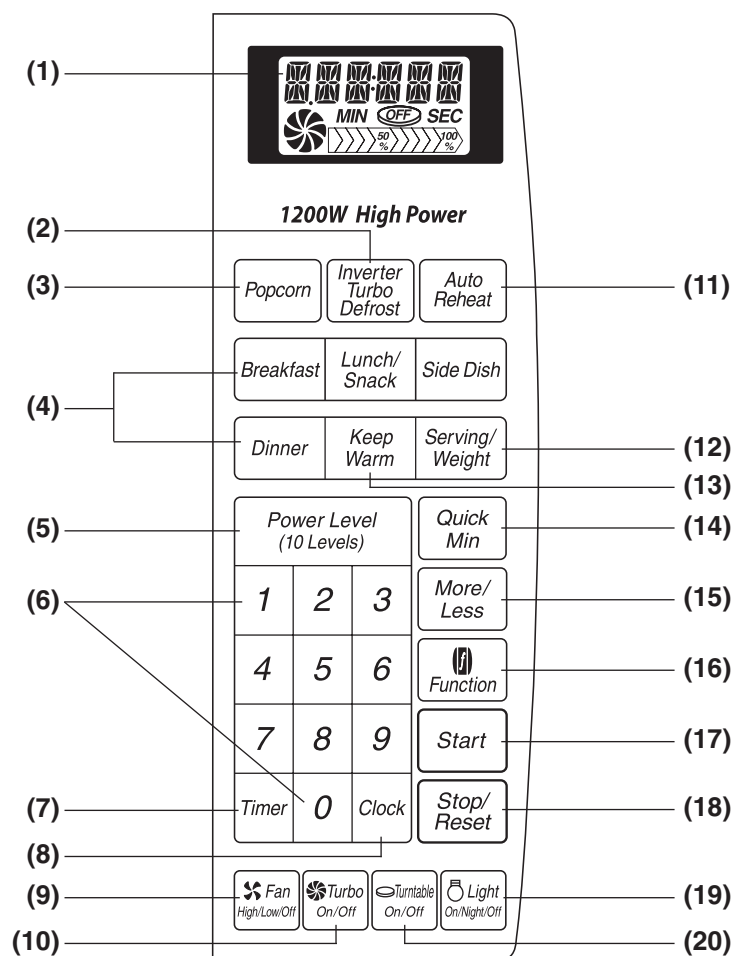 (1)
MIN OFF SEC
50 % 100 %
1200W High Power
(2)
(3)
Popcorn
Inverter
Turbo
Defrost
Auto
Reheat
(11)
(4)
Breakfast
Lunch/
Snack
Side Dish
Dinner
Keep
Warm
Serving/
Weight
(12)
(13)
(5)
Power Level
(10 Levels)
Quick
Min
(14)
(6)
1 2 3
More/
Less
(15)
4 5 6
f
Function
(16)
7 8 9
Start
(17)
(7)
Timer 0 Clock
Stop/
Reset
(18)
(8)
(9)
Fan
High/Low/Off
Turbo
On/Off
Turntable
On/Off
Light
On/Night/Off
(19)
(10)
(20)